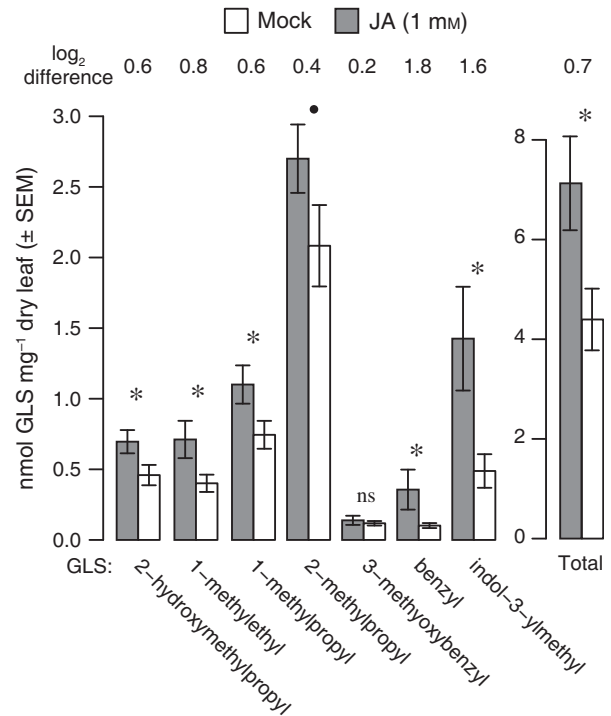 Mock JA (1 mM)
log₂ difference 0.6 0.8 0.6 0.4 0.2 1.8 1.6 0.7
nmol GLS mg⁻¹ dry leaf (± SEM)
3.0
2.5
2.0
1.5
1.0
0.5
0.0
* * * • ns * *
8
6
4
2
0
*
GLS:
2−hydroxymethylpropyl
1−methylethyl
1−methylpropyl
2−methylpropyl
3−methyoxybenzyl
benzyl
indol−3−ylmethyl
Total